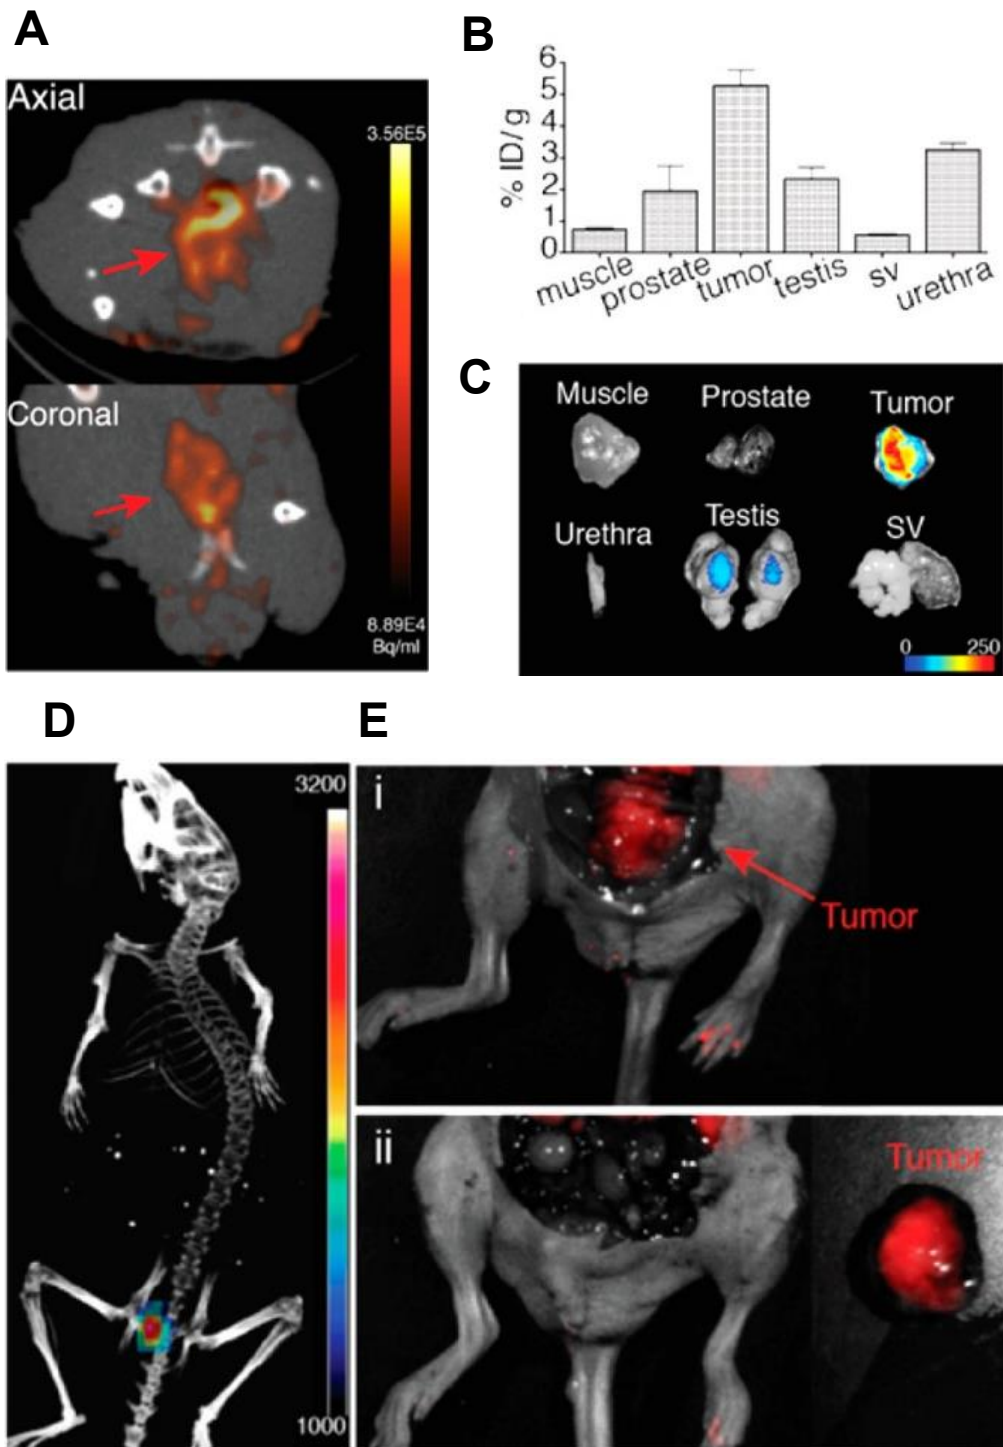 A
Axial
3.56E5
Coronal
8.89E4
Bq/ml
B
% ID/g
6
5
4
3
2
1
0
muscle
prostate
tumor
testis
sv
urethra
C
Muscle
Prostate
Tumor
Urethra
Testis
SV
0
250
D
3200
1000
E
i
Tumor
ii
Tumor